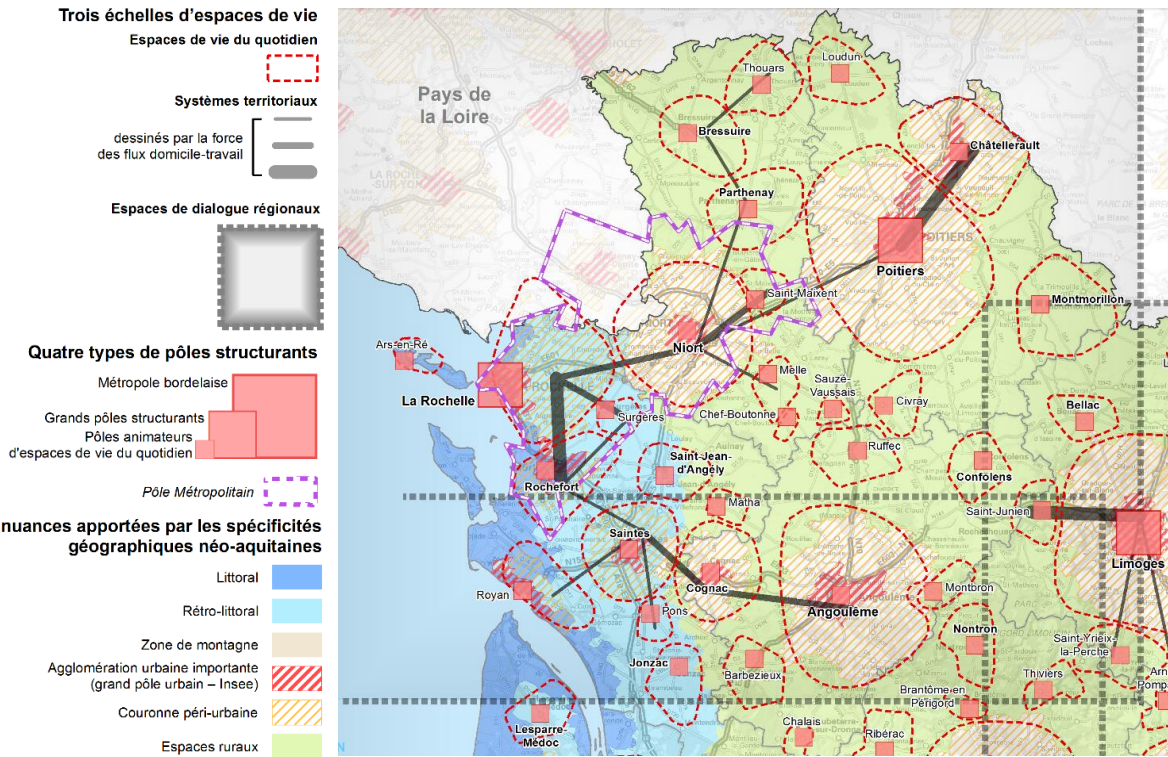 Trois échelles d'espaces de vie
Espaces de vie du quotidien
Systèmes territoriaux
dessinés par la force
des flux domicile-travail
Espaces de dialogue régionaux
Quatre types de pôles structurants
Métropole bordelaise
Grands pôles structurants
Pôles animateurs
d'espaces de vie du quotidien
Pôle Métropolitain
nuances apportées par les spécificités
géographiques néo-aquitaines
Littoral
Rétro-littoral
Zone de montagne
Agglomération urbaine importante
(grand pôle urbain – Insee)
Couronne péri-urbaine
Espaces ruraux
Pays de
la Loire
Thouars
Loudun
Bressuire
Châtellerault
Parthenay
POITIERS
Poitiers
Saint-Maixent
Montmorillon
Niort
Ars-en-Ré
La Rochelle
Melle
Sauzé-
Vaussais
Civray
Chef-Boutonne
Surgères
Bellac
Ruffec
Saint-Jean-
d'Angély
Confolens
Rochefort
Matha
Saint-Junien
Saintes
Limoges
Royan
Cognac
Angoulême
Montbron
Pons
Nontron
Saint-Yrieix-
la-Perche
Jonzac
Barbezieux
Thiviers
Brantôme en
Périgord
Lesparre-
Médoc
Chalais
Ribérac